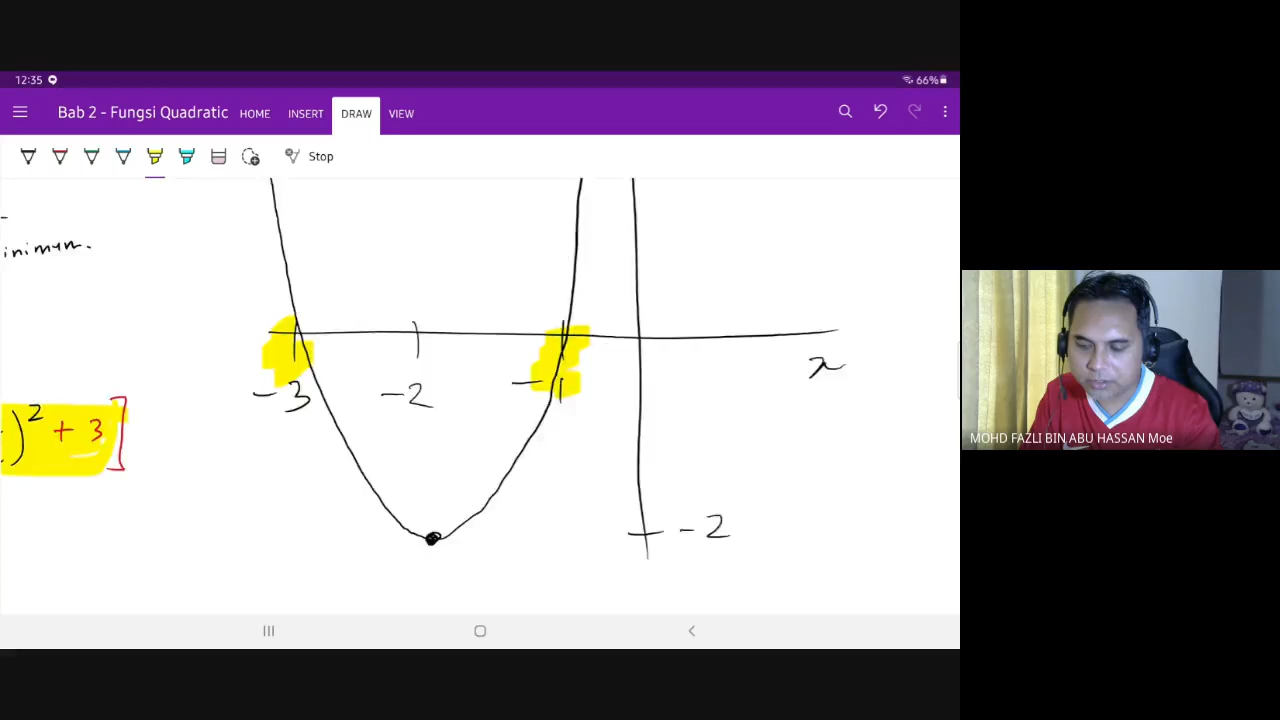 12:35 66%
Bab 2 - Fungsi Quadratic HOME INSERT DRAW VIEW
Stop
inimum.
-3 -2 -1
x
)² + 3]
-2
MOHD FAZLI BIN ABU HASSAN Moe